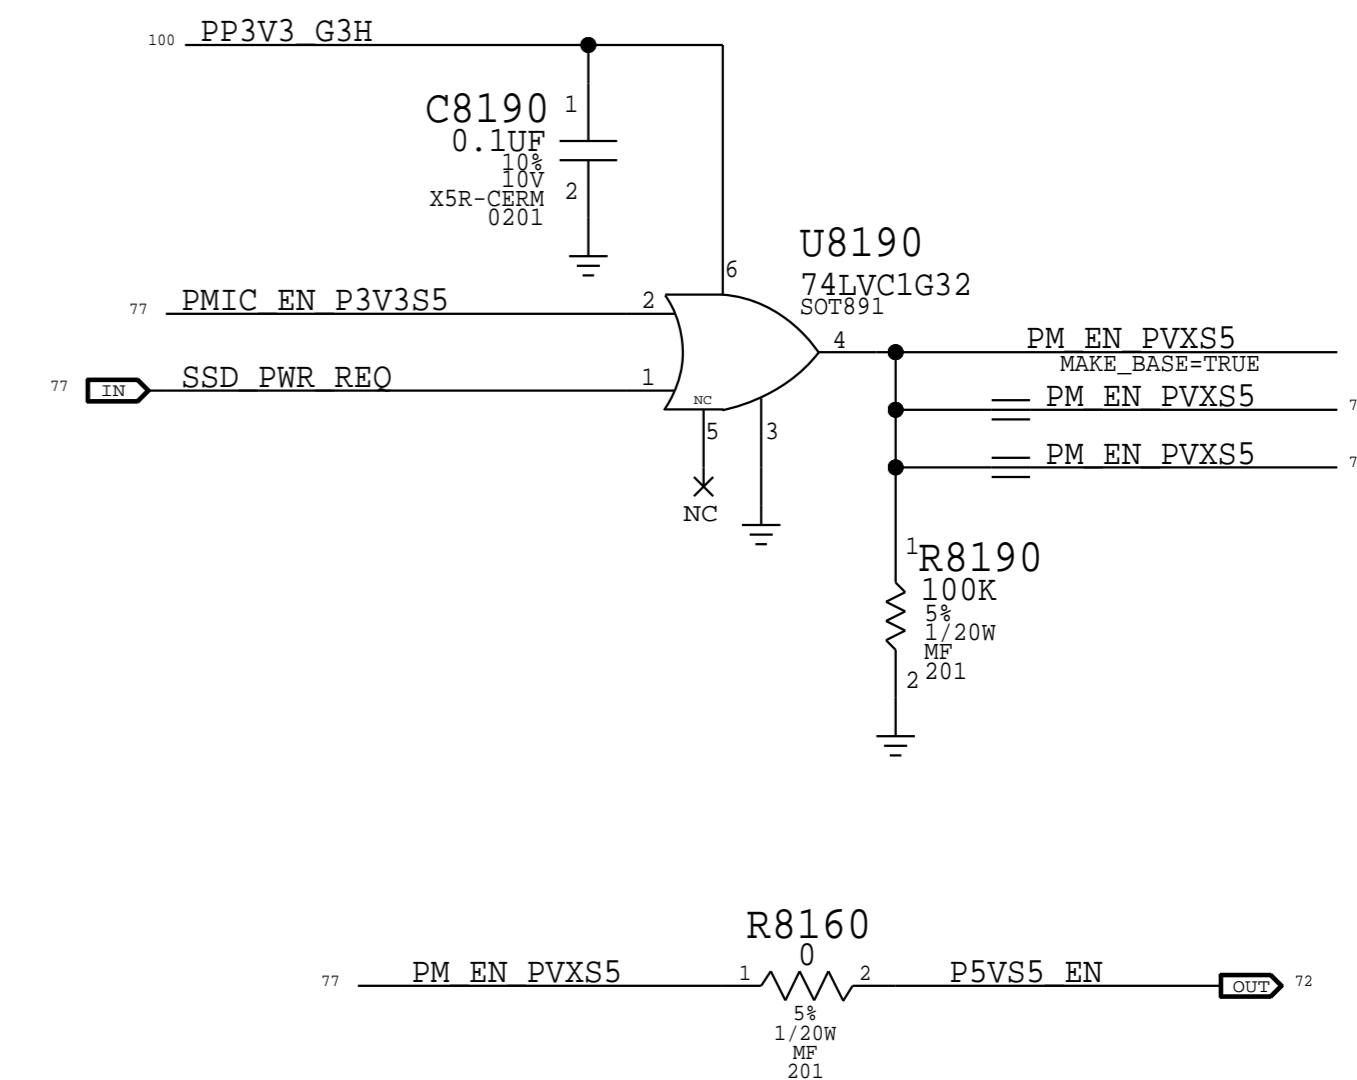 100 PP3V3_G3H
C8190 1
0.1UF
10%
10V
X5R-CERM 2
0201
U8190
74LVC1G32
SOT891
6
77 PMIC_EN_P3V3S5 2
77 IN SSD_PWR_REQ 1
NC
5
3
NC
4
PM_EN_PVXS5
MAKE_BASE=TRUE
PM_EN_PVXS5 7
PM_EN_PVXS5 7
1 R8190
100K
5%
1/20W
MF
2 201
R8160
0
77 PM_EN_PVXS5 1 2 P5VS5_EN OUT 72
5%
1/20W
MF
201